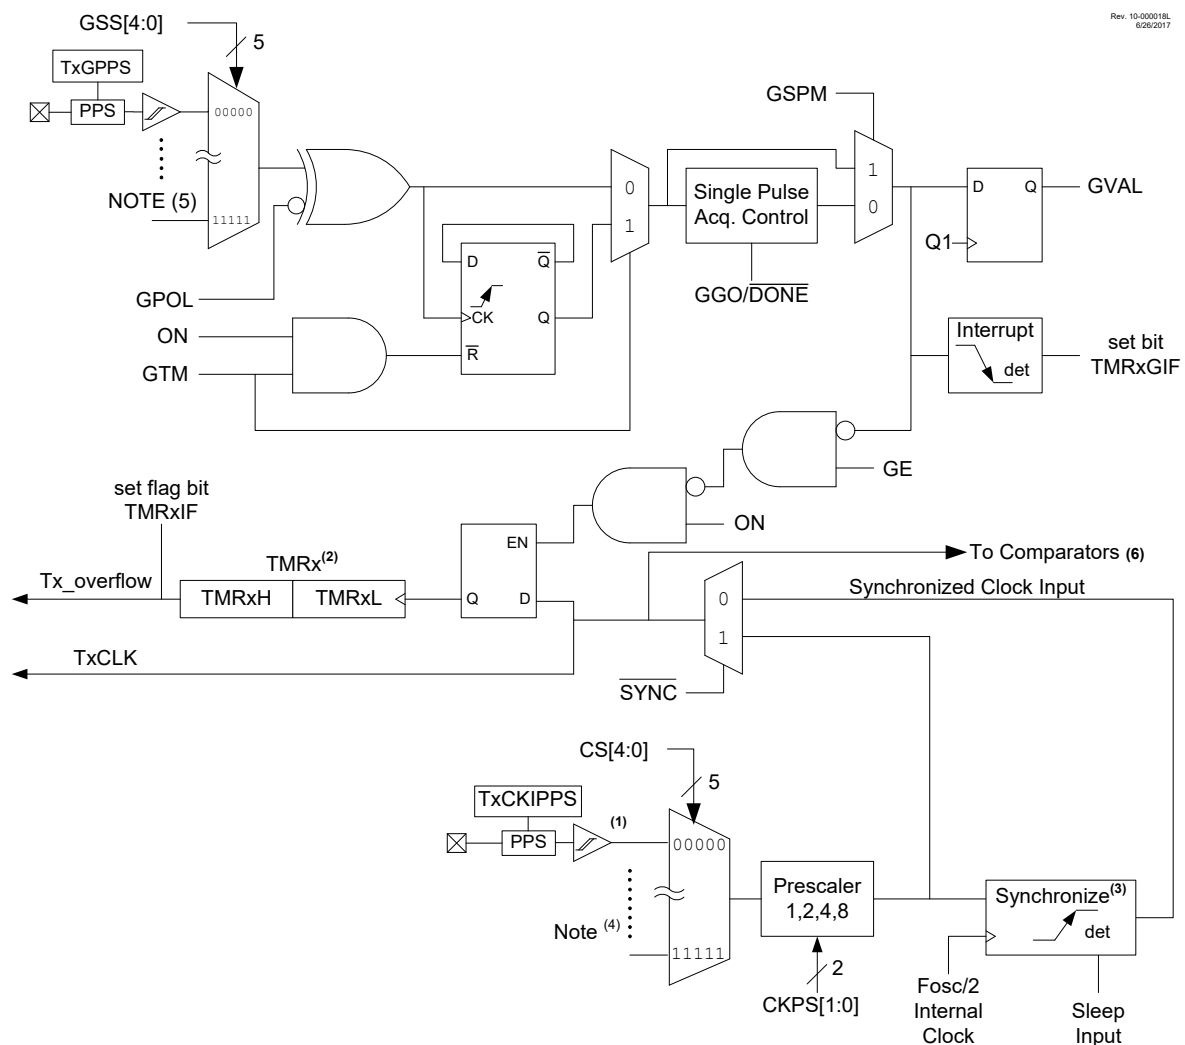 Rev. 10-000018L
6/26/2017
GSS[4:0]
5
TxGPPS
PPS
00000
NOTE (5)
11111
GPOL
ON
GTM
D
Q
CK
Q
R
0
1
Single Pulse
Acq. Control
GGO/DONE
GSPM
1
0
D
Q
Q1
GVAL
Interrupt
det
set bit
TMRxGIF
GE
ON
set flag bit
TMRxIF
Tx_overflow
TMRx(2)
TMRxH
TMRxL
EN
Q
D
TxCLK
To Comparators (6)
Synchronized Clock Input
0
1
SYNC
CS[4:0]
5
TxCKIPPS
PPS
(1)
00000
Note (4)
11111
Prescaler
1,2,4,8
2
CKPS[1:0]
Synchronize(3)
det
Fosc/2
Internal
Clock
Sleep
Input